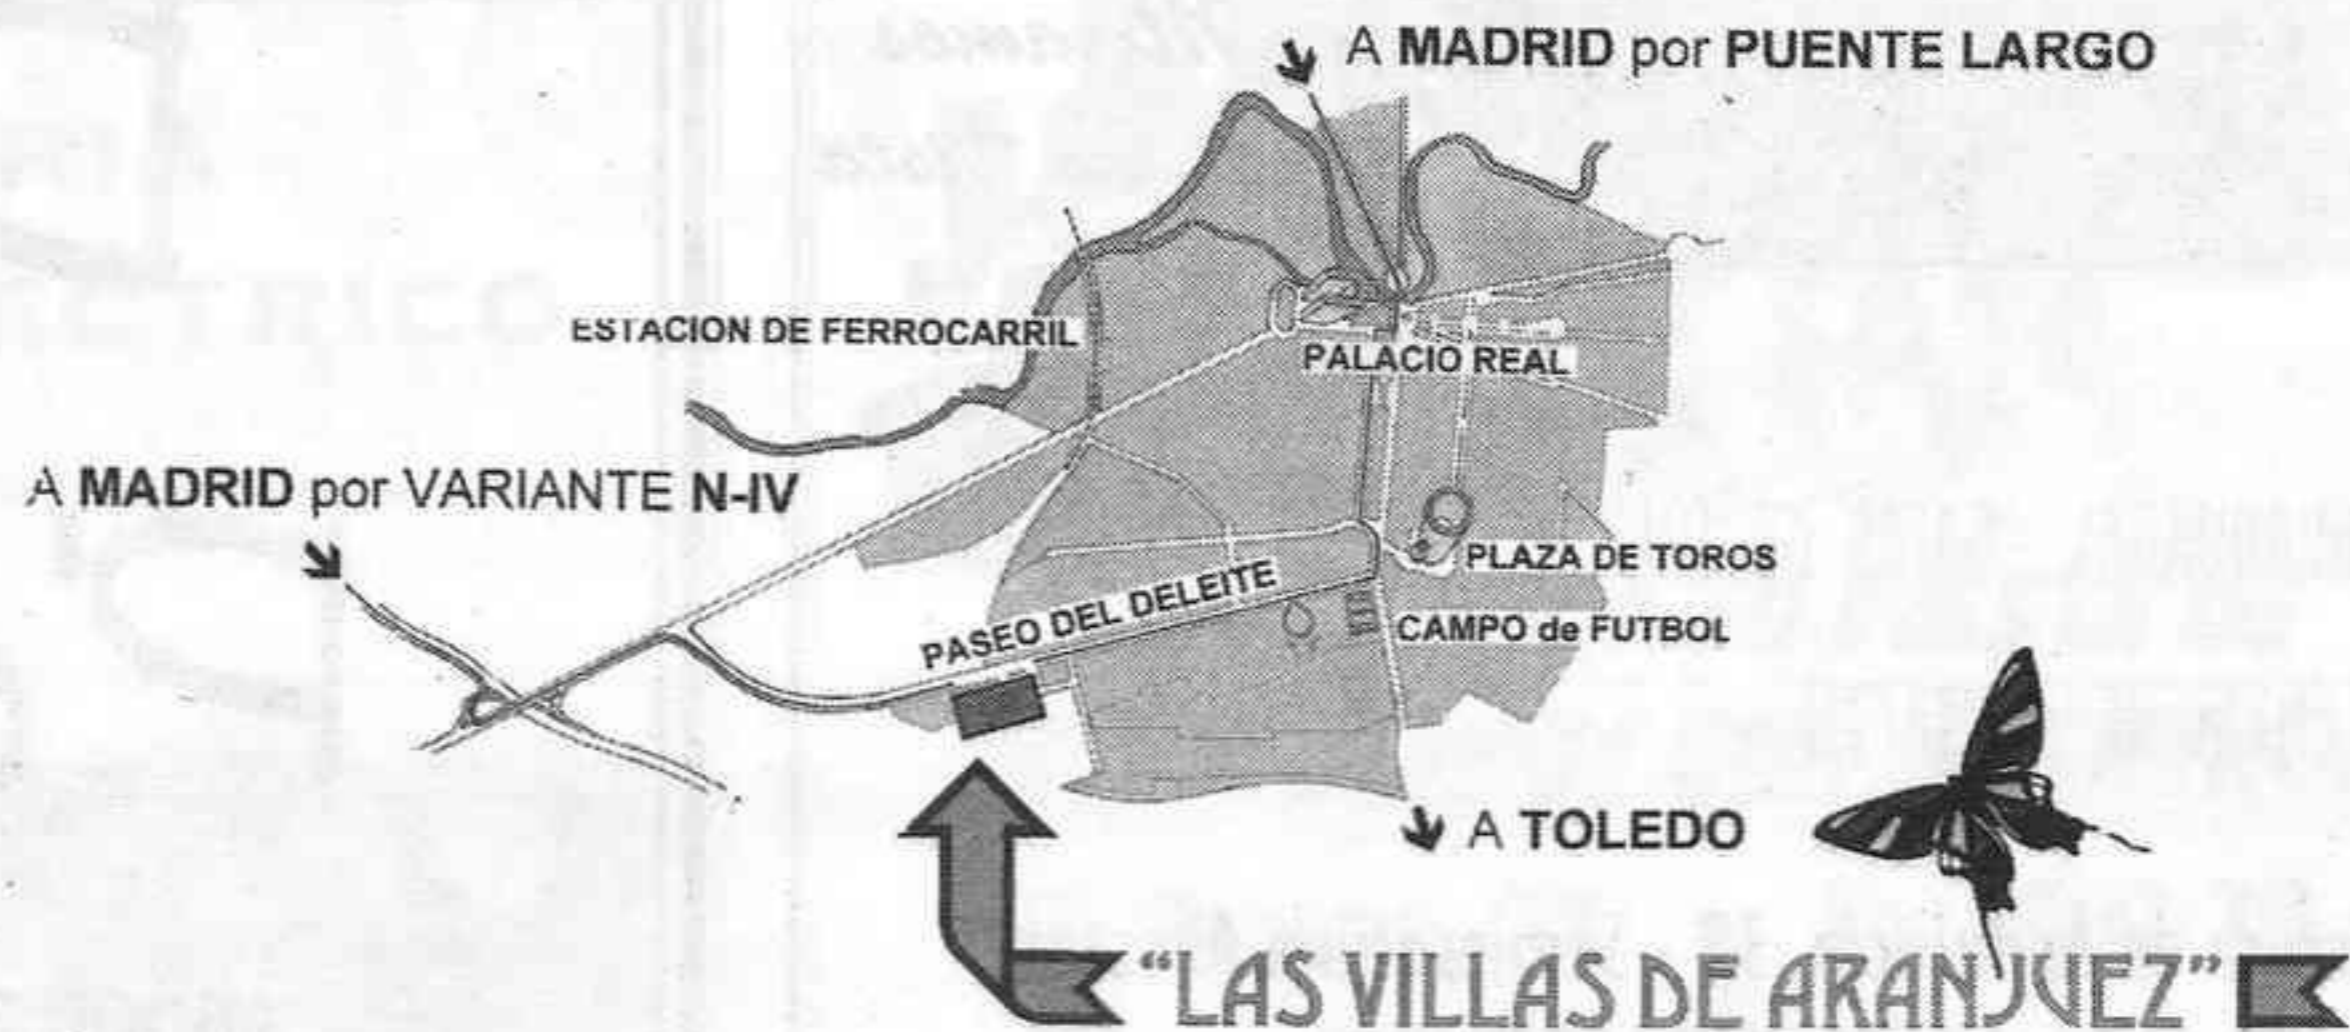 A MADRID por PUENTE LARGO
ESTACION DE FERROCARRIL
PALACIO REAL
A MADRID por VARIANTE N-IV
PLAZA DE TOROS
PASEO DEL DELEITE
CAMPO de FUTBOL
A TOLEDO
“LAS VILLAS DE ARANJUEZ”